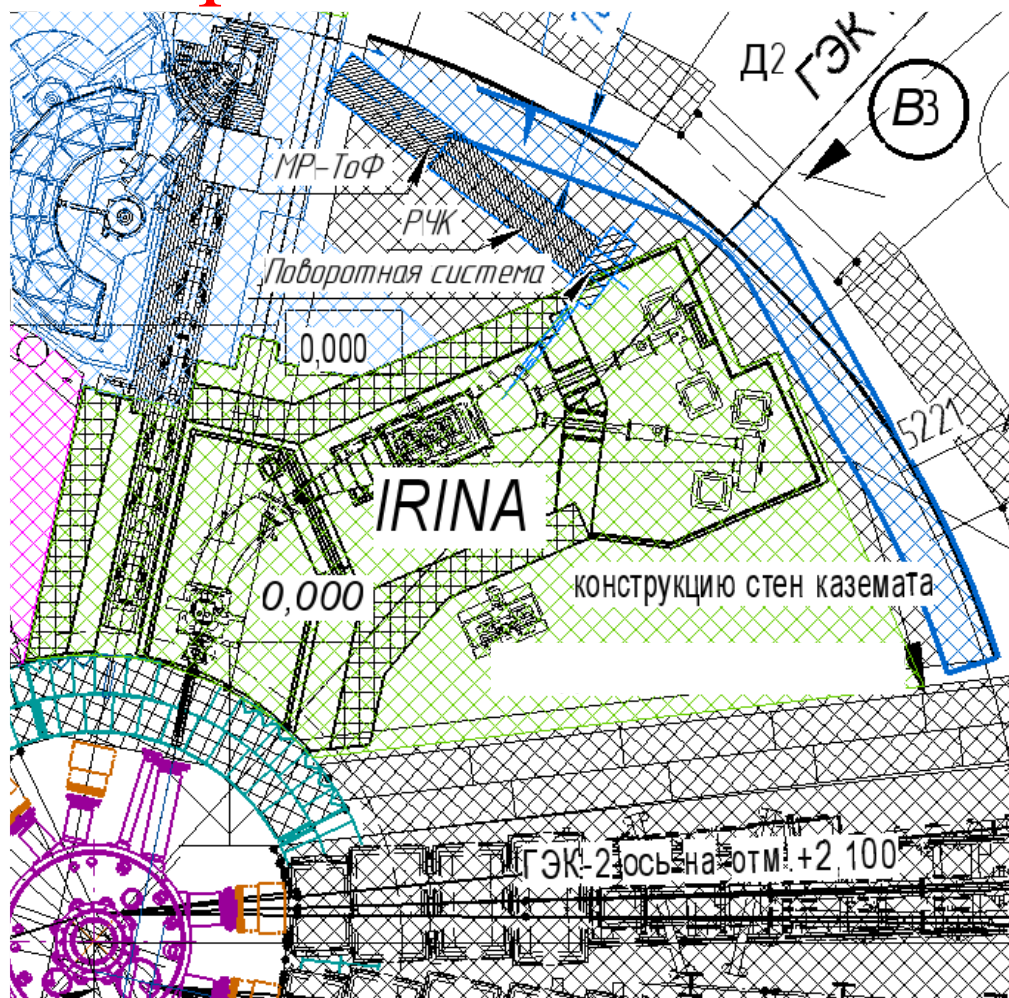 Д2
ГЭК
В3
МР-ТоФ
РЧК
Поворотная система
0,000
5221
IRINA
0,000
конструкцию стен каземата
ГЭК-2 ось на отм +2,100